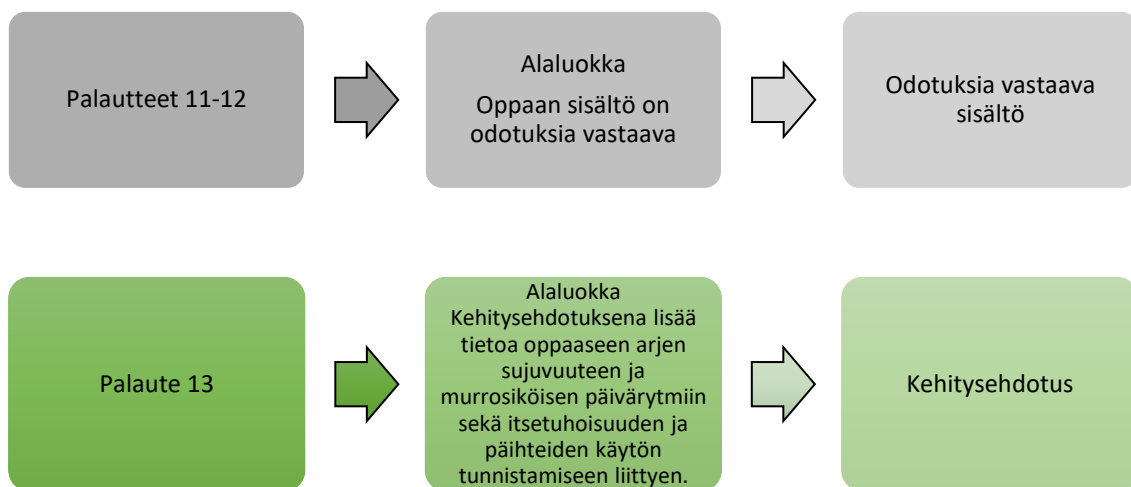 Palautteet 11-12
Alaluokka
Oppaan sisältö on
odotuksia vastaava
Odotuksia vastaava
sisältö
Palaute 13
Alaluokka
Kehitysehdotuksena lisää
tietoa oppaaseen arjen
sujuvuuteen ja
murrosiköisen päivärytmiin
sekä itsetuhoisuuden ja
päihteiden käytön
tunnistamiseen liittyen.
Kehitysehdotus